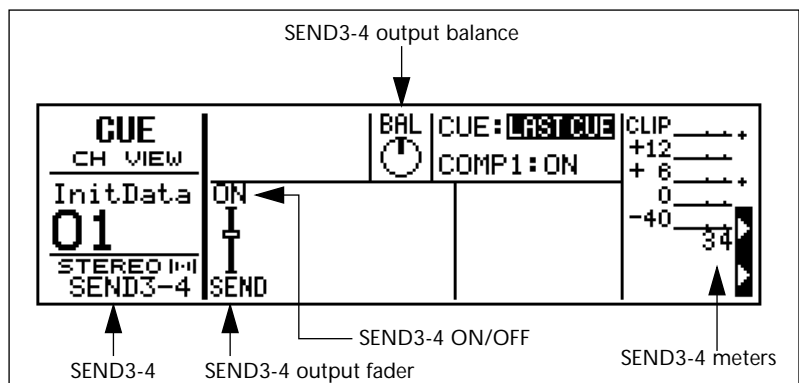 SEND3-4 output balance
CUE
CH VIEW
InitData
01
STEREO
SEND3-4
ON
SEND
BAL
CUE:LAST CUE
COMP1:ON
CLIP
+12
+ 6
0
-40
34
SEND3-4 ON/OFF
SEND3-4
SEND3-4 output fader
SEND3-4 meters